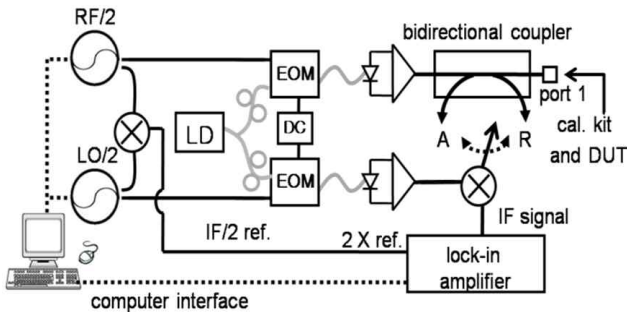 RF/2
bidirectional coupler
EOM
port 1
LD
DC
A
R
cal. kit
and DUT
LO/2
EOM
IF signal
IF/2 ref.
2 X ref.
lock-in
amplifier
computer interface